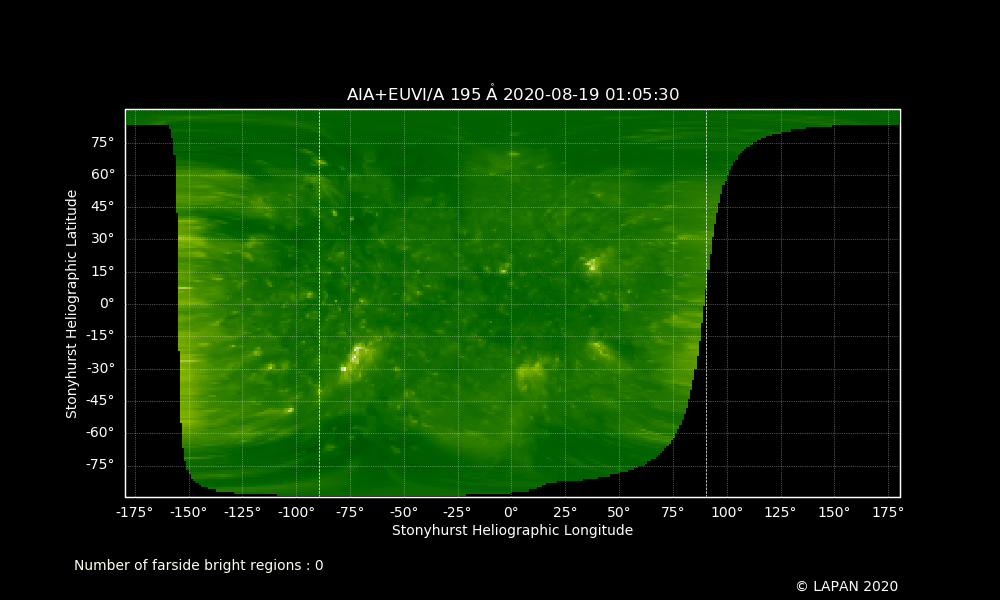 AIA+EUVI/A 195 Å 2020-08-19 01:05:30
Stonyhurst Heliographic Latitude
75°
60°
45°
30°
15°
0°
-15°
-30°
-45°
-60°
-75°
-175° -150° -125° -100° -75° -50° -25° 0° 25° 50° 75° 100° 125° 150° 175°
Stonyhurst Heliographic Longitude
Number of farside bright regions : 0
© LAPAN 2020